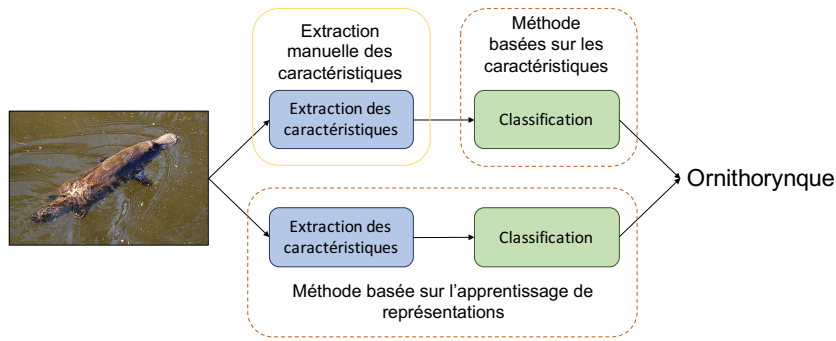 Extraction
manuelle des
caractéristiques
Méthode
basées sur les
caractéristiques
Extraction des
caractéristiques
Classification
Ornithorynque
Extraction des
caractéristiques
Classification
Méthode basée sur l'apprentissage de
représentations